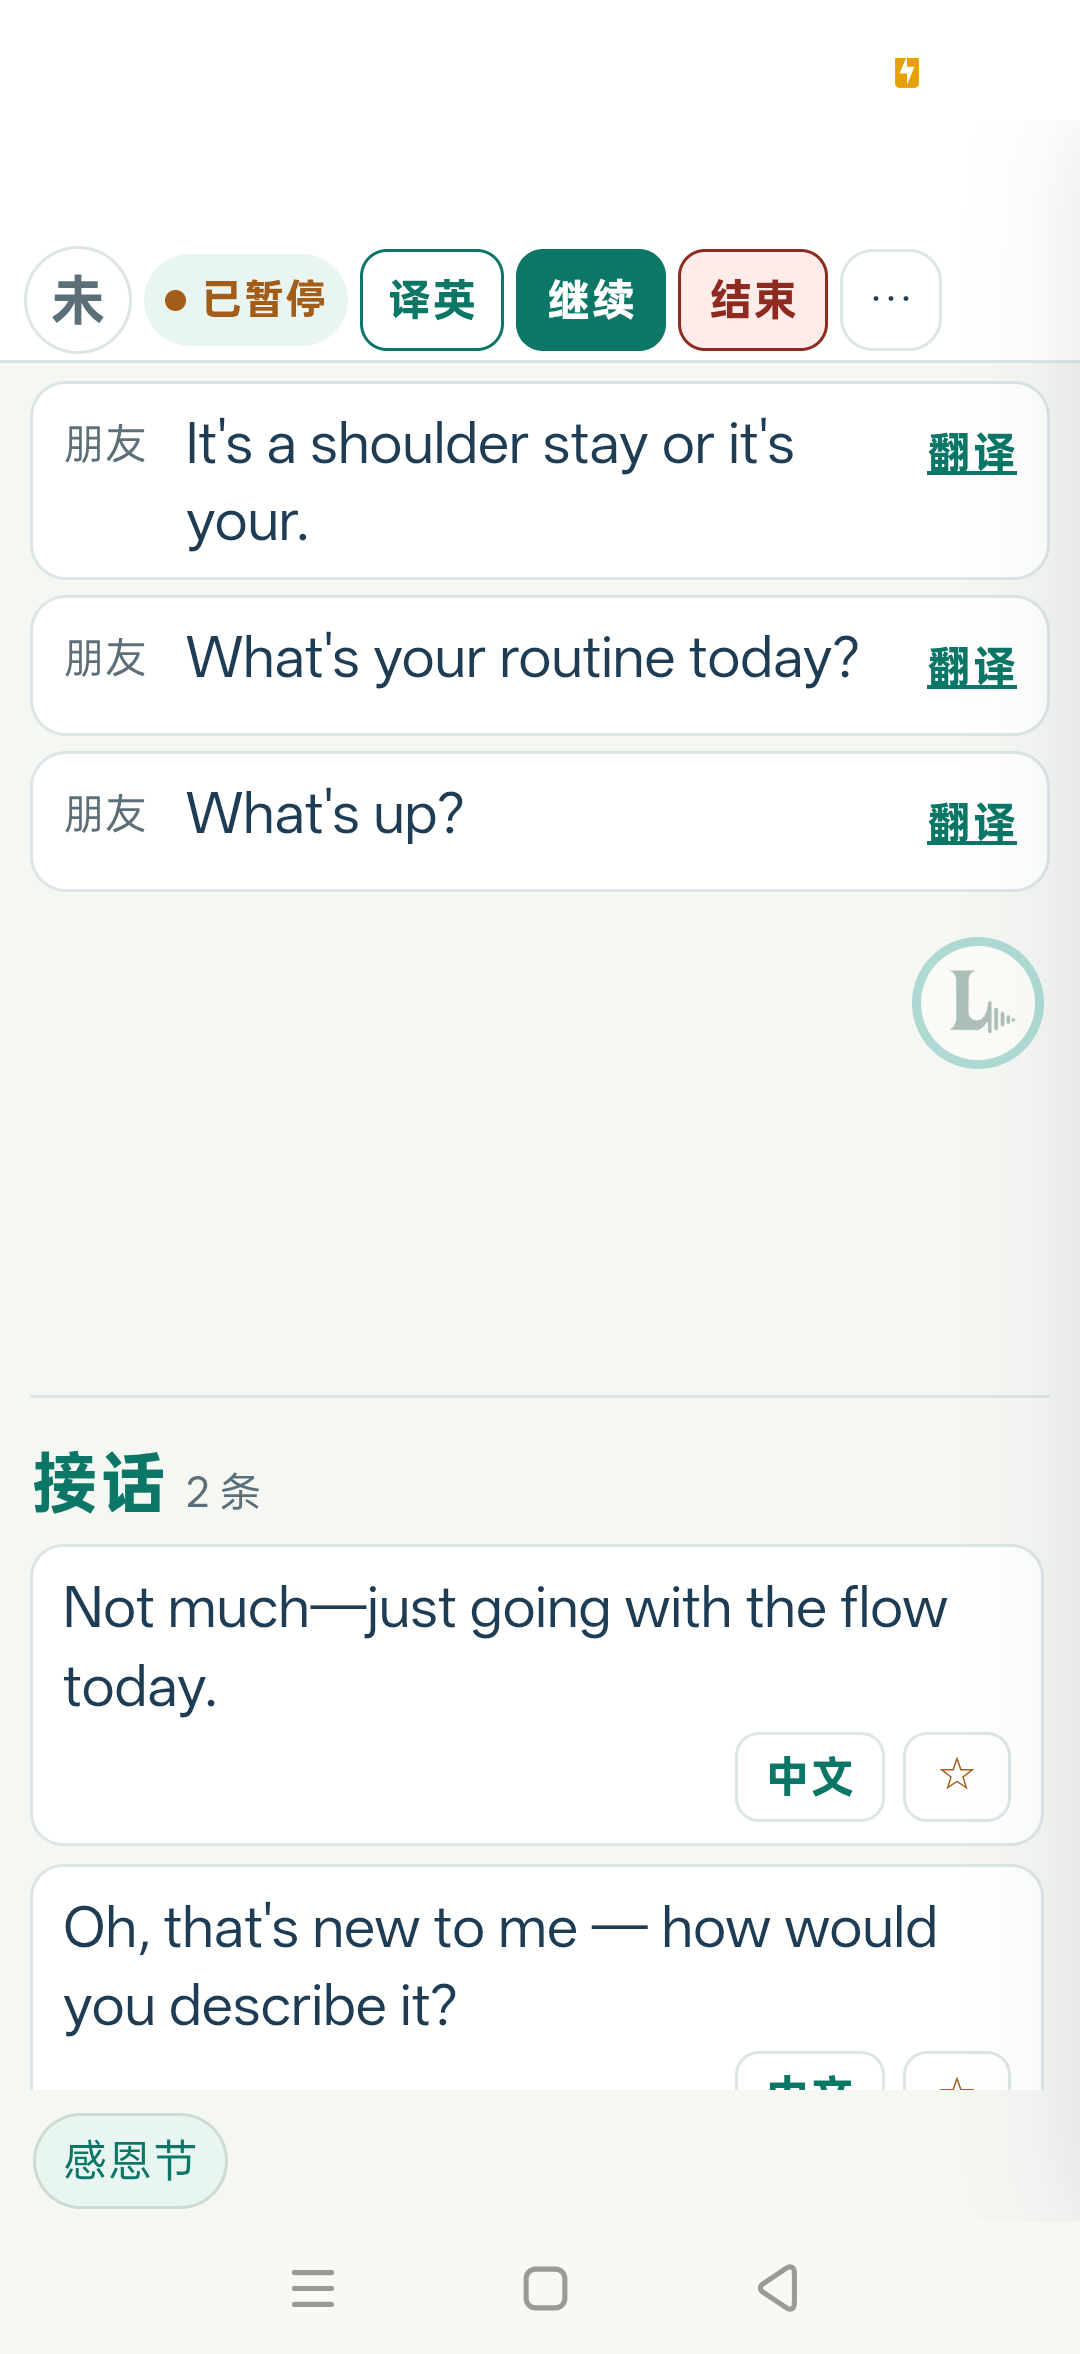 未 已暂停 译英 继续 结束 ...
朋友 It's a shoulder stay or it's 翻译
your.
朋友 What's your routine today? 翻译
朋友 What's up? 翻译
L
接话 2 条
Not much—just going with the flow
today.
中文 ☆
Oh, that's new to me — how would
you describe it?
中文 ☆
感恩节